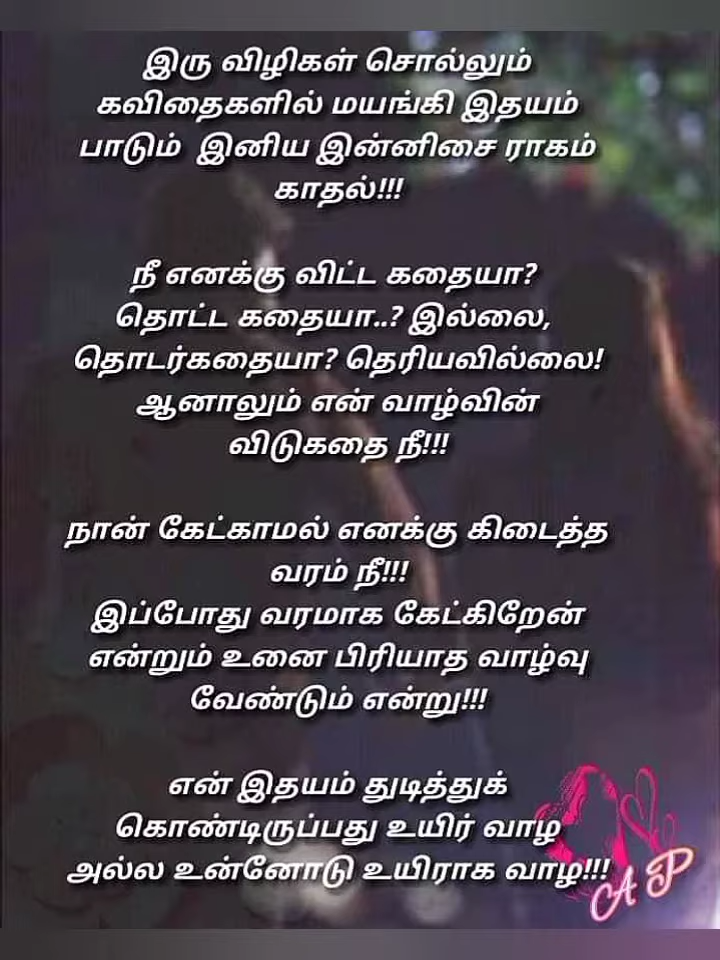 இரு விழிகள் சொல்லும்
கவிதைகளில் மயங்கி இதயம்
பாடும் இனிய இன்னிசை ராகம்
காதல்!!!
நீ எனக்கு விட்ட கதையா?
தொட்ட கதையா..? இல்லை,
தொடர்கதையா? தெரியவில்லை!
ஆனாலும் என் வாழ்வின்
விடுகதை நீ!!!
நான் கேட்காமல் எனக்கு கிடைத்த
வரம் நீ!!!
இப்போது வரமாக கேட்கிறேன்
என்றும் உனை பிரியாத வாழ்வு
வேண்டும் என்று!!!
என் இதயம் துடித்துக்
கொண்டிருப்பது உயிர் வாழ
அல்ல உன்னோடு உயிராக வாழ!!!
A P